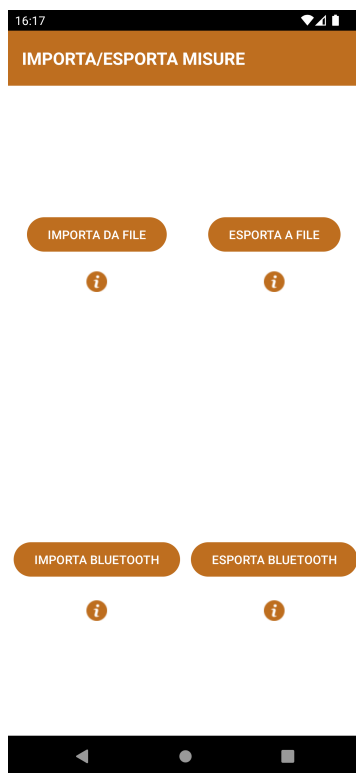 16:17
IMPORTA/ESPORTA MISURE
IMPORTA DA FILE
ESPORTA A FILE
i
i
IMPORTA BLUETOOTH
ESPORTA BLUETOOTH
i
i